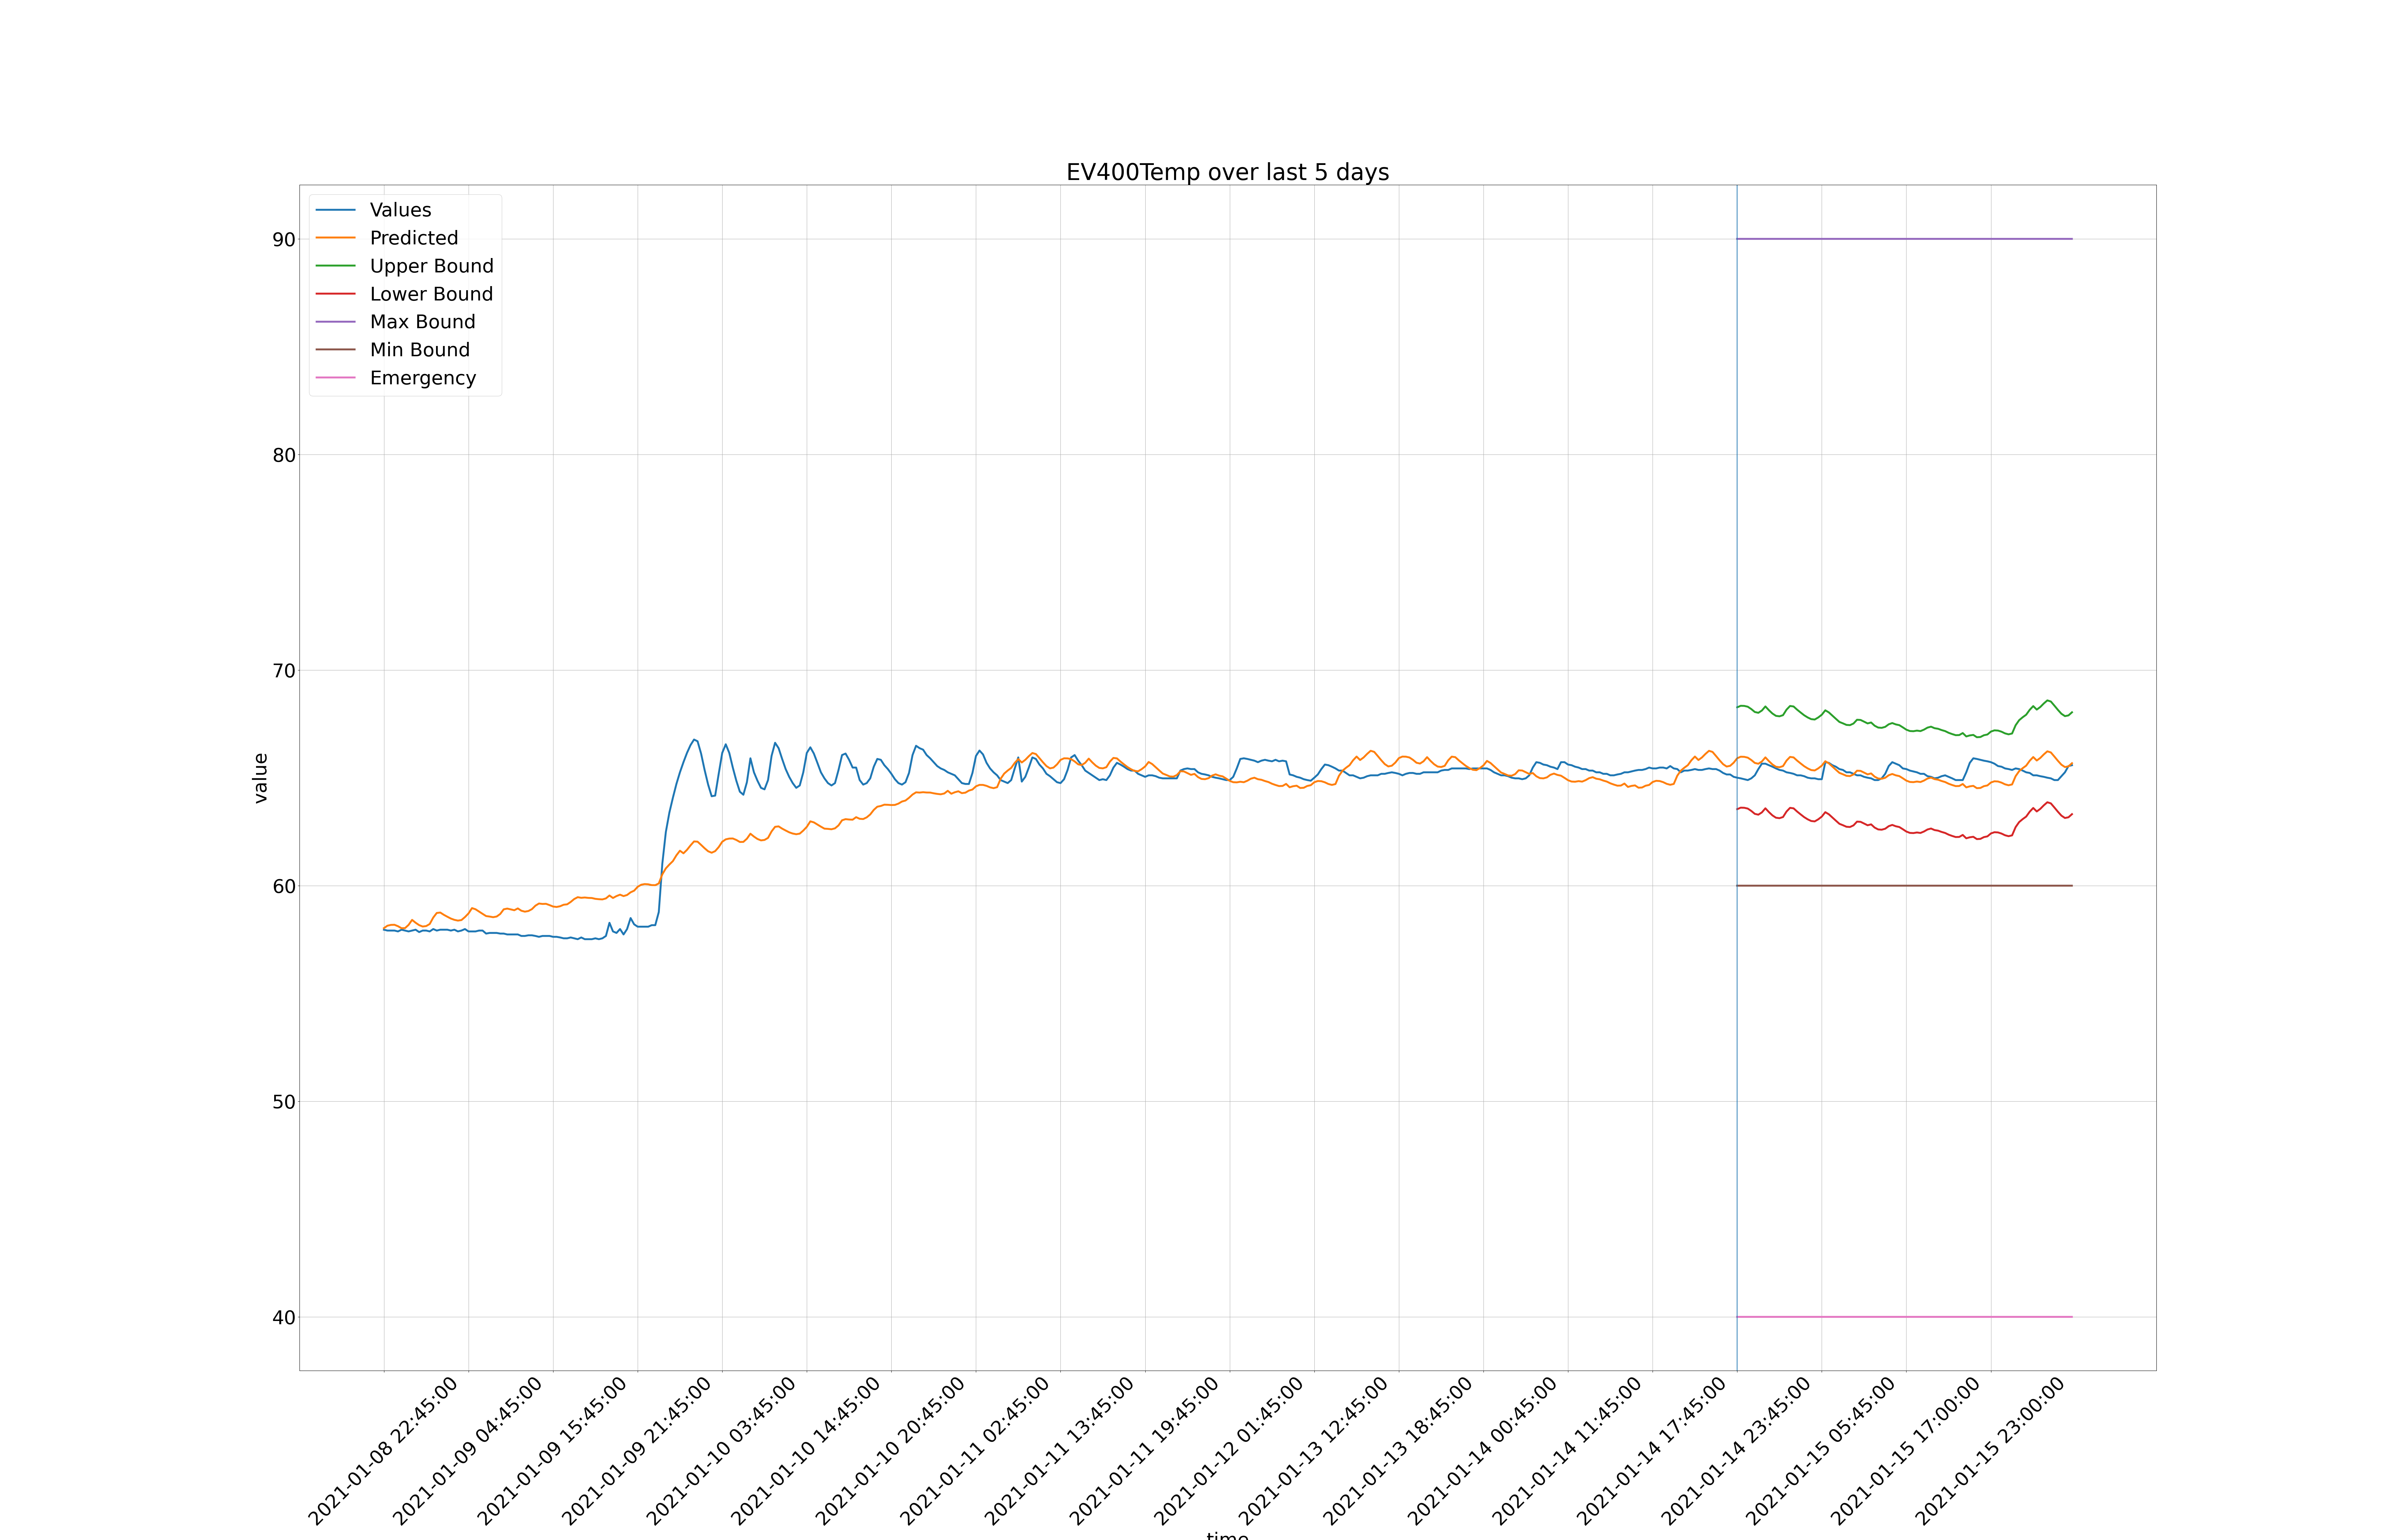 EV400Temp over last 5 days
Values
Predicted
Upper Bound
Lower Bound
Max Bound
Min Bound
Emergency
90
80
70
60
50
40
value
2021-01-08 22:45:00
2021-01-09 04:45:00
2021-01-09 15:45:00
2021-01-09 21:45:00
2021-01-10 03:45:00
2021-01-10 14:45:00
2021-01-10 20:45:00
2021-01-11 02:45:00
2021-01-11 13:45:00
2021-01-11 19:45:00
2021-01-12 01:45:00
2021-01-13 12:45:00
2021-01-13 18:45:00
2021-01-14 00:45:00
2021-01-14 11:45:00
2021-01-14 17:45:00
2021-01-14 23:45:00
2021-01-15 05:45:00
2021-01-15 17:00:00
2021-01-15 23:00:00
time